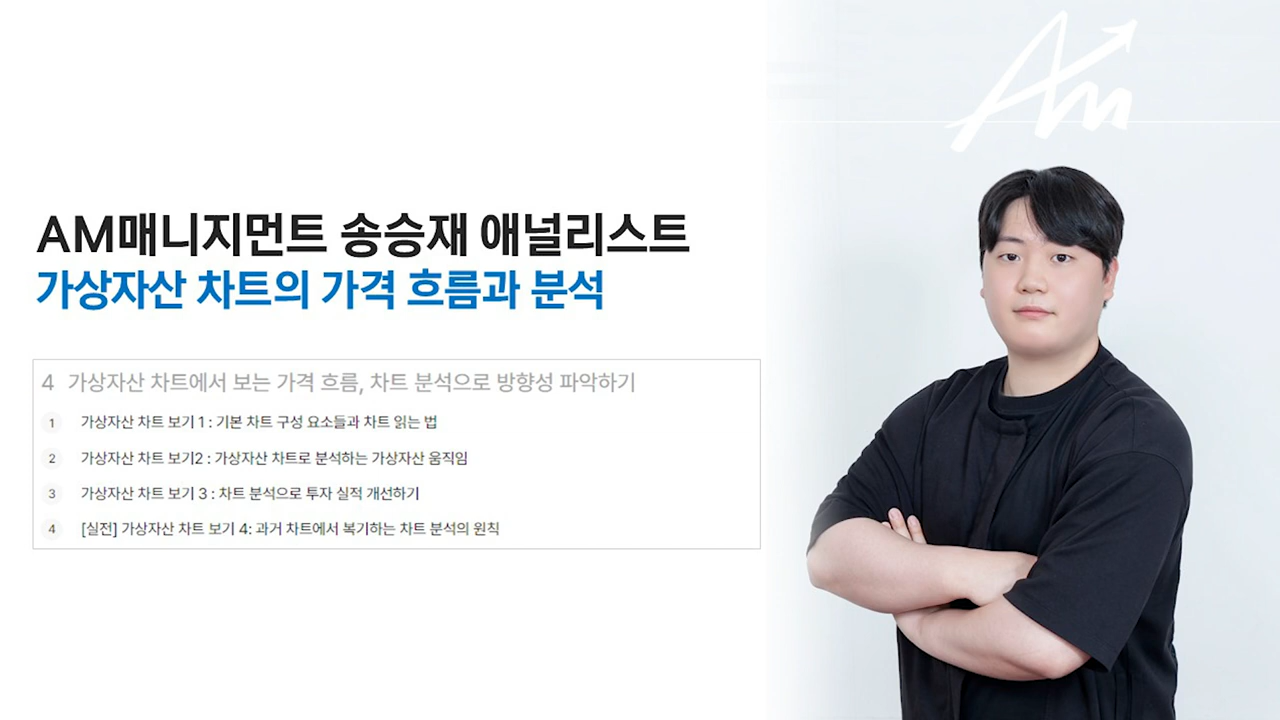 Am
AM매니지먼트 송승재 애널리스트
가상자산 차트의 가격 흐름과 분석
4 가상자산 차트에서 보는 가격 흐름, 차트 분석으로 방향성 파악하기
1 가상자산 차트 보기 1 : 기본 차트 구성 요소들과 차트 읽는 법
2 가상자산 차트 보기2 : 가상자산 차트로 분석하는 가상자산 움직임
3 가상자산 차트 보기 3 : 차트 분석으로 투자 실적 개선하기
4 [실전] 가상자산 차트 보기 4: 과거 차트에서 복기하는 차트 분석의 원칙